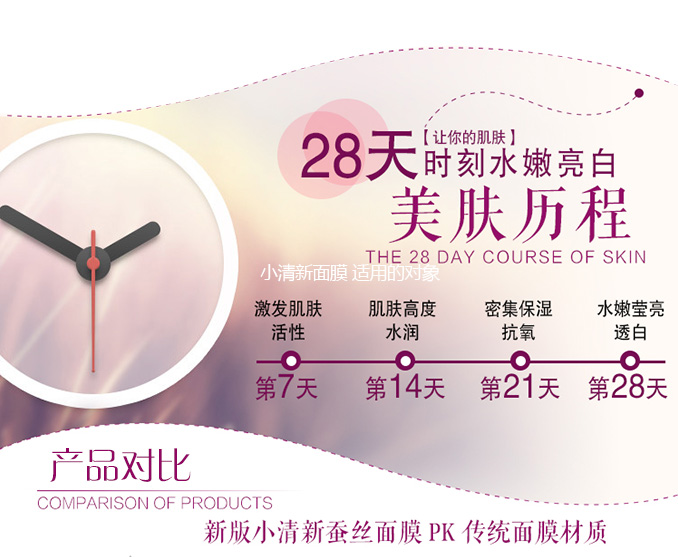 28天
【让你的肌肤】
时刻水嫩亮白
美肤历程
THE 28 DAY COURSE OF SKIN
小清新面膜 适用的对象
激发肌肤 肌肤高度 密集保湿 水嫩莹亮
活性 水润 抗氧 透白
第7天 第14天 第21天 第28天
产品对比
COMPARISON OF PRODUCTS
新版小清新蚕丝面膜 PK 传统面膜材质